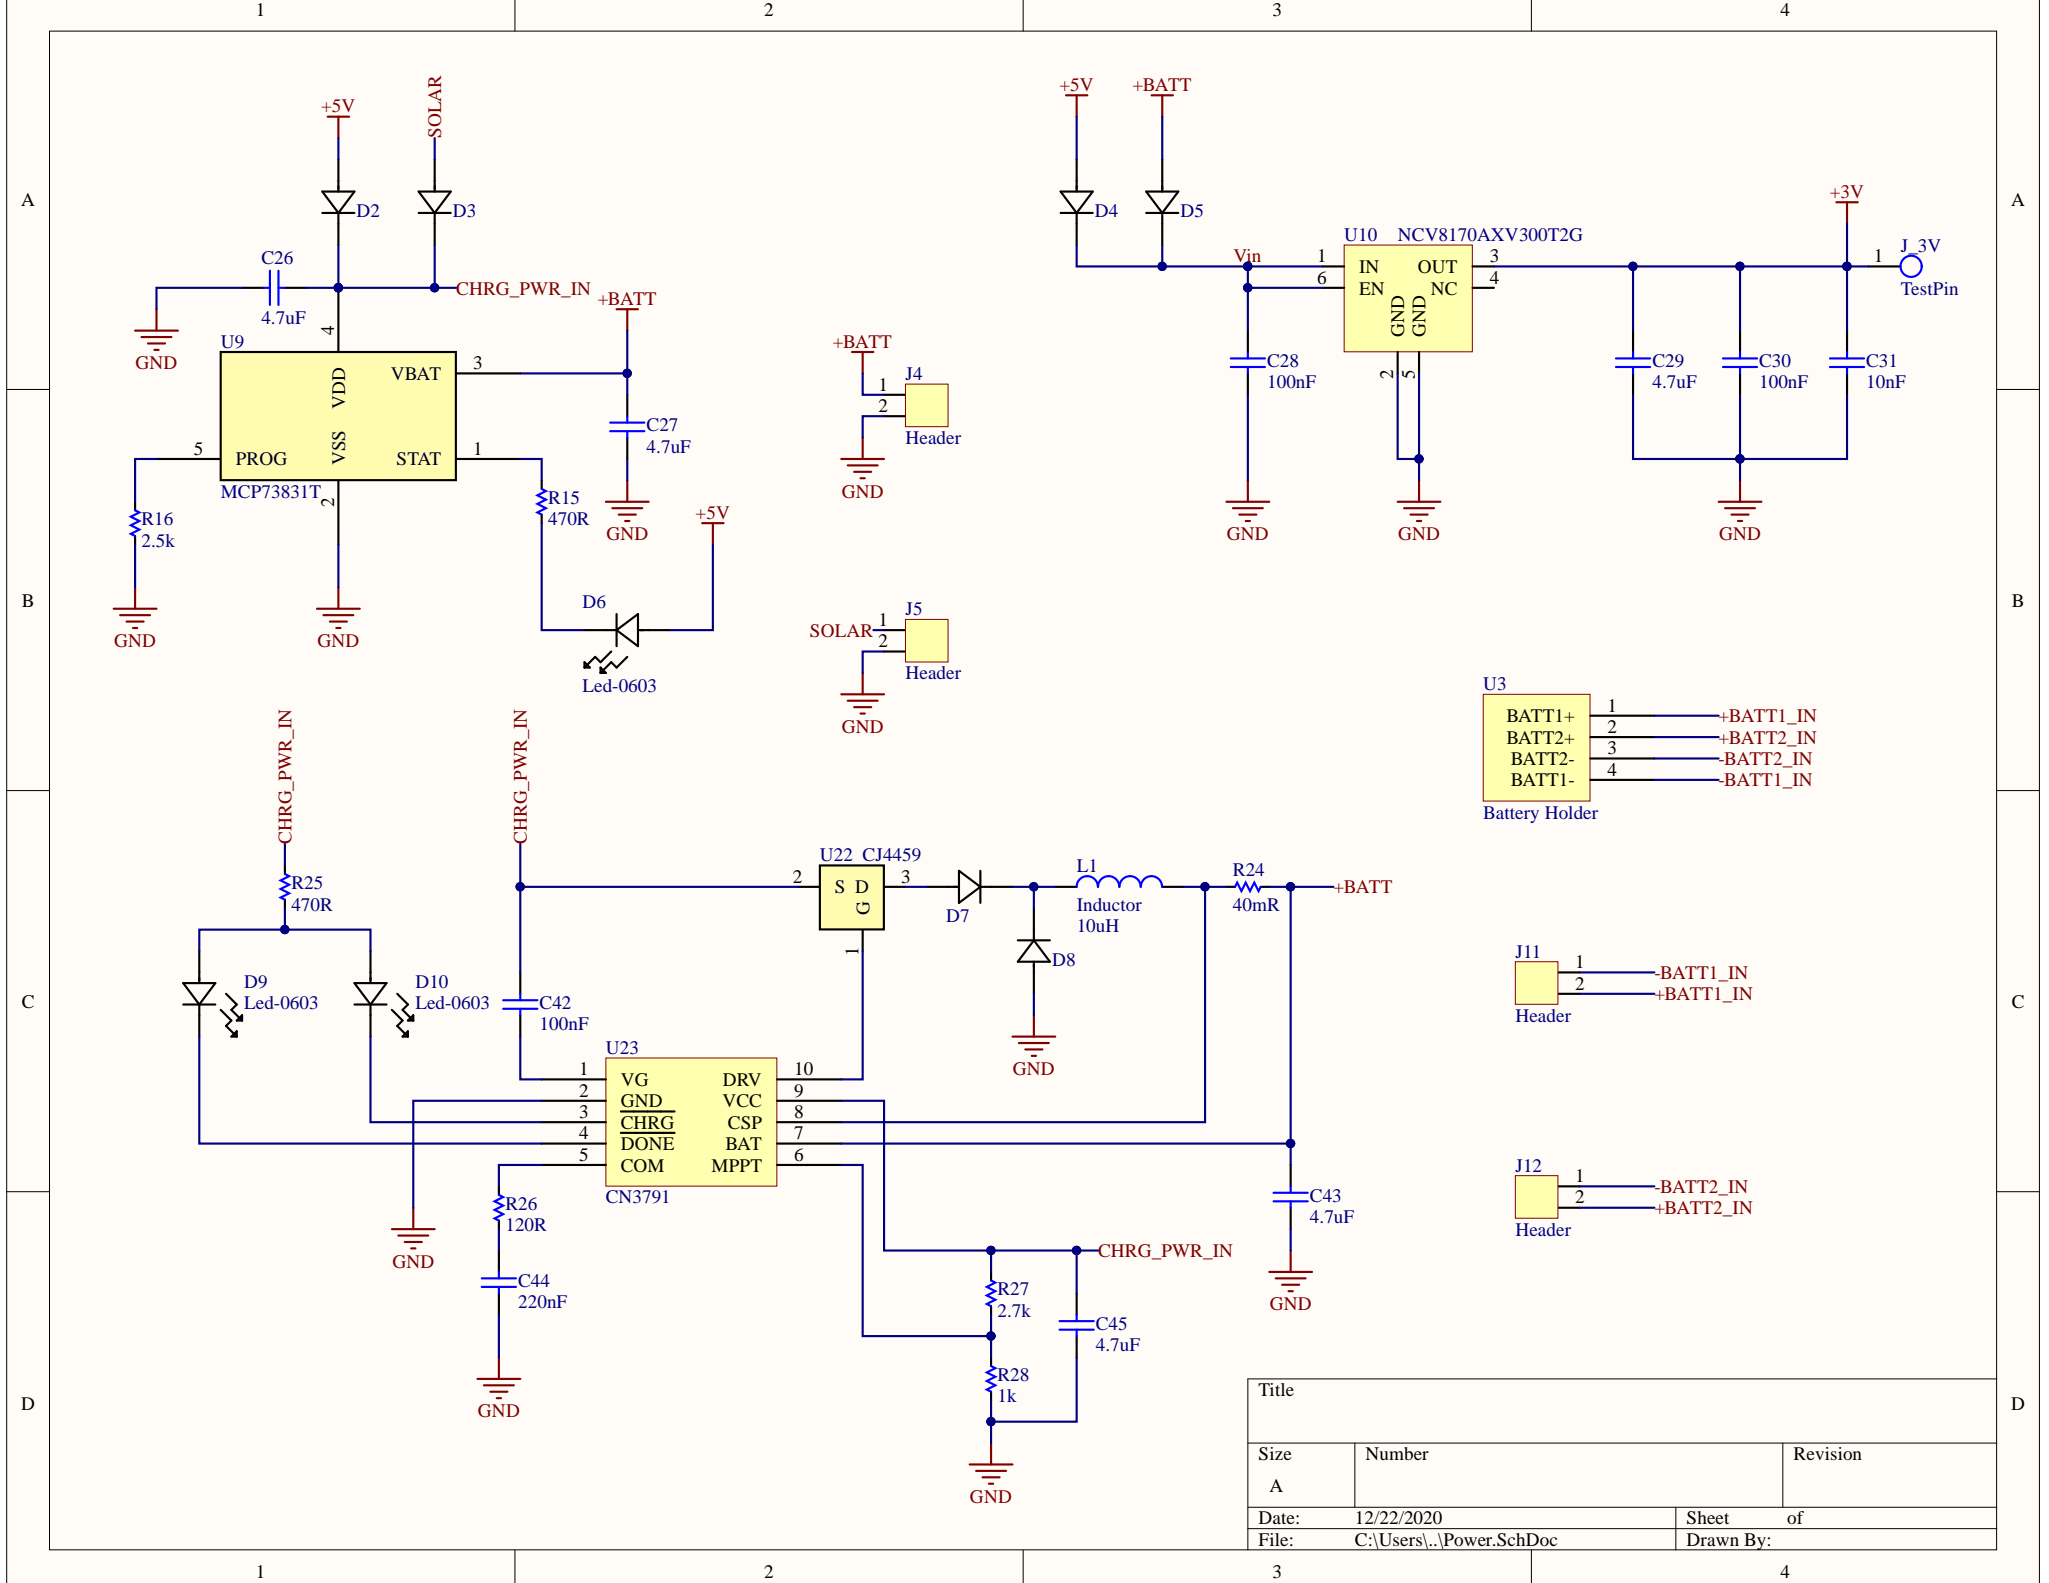 1 2 3 4
A
A
B
B
C
C
D
D
+5V
SOLAR
D2
D3
C26
4.7uF
CHRG_PWR_IN
+BATT
GND
U9
4
VDD
VBAT
3
VSS
5
PROG
STAT
1
MCP73831T
2
C27
4.7uF
R16
2.5k
R15
470R
GND
+5V
GND
GND
D6
Led-0603
+BATT
J4
1
2
Header
GND
J5
SOLAR
1
2
Header
GND
+5V
+BATT
D4
D5
Vin
U10 NCV8170AXV300T2G
1
IN
OUT
3
6
EN
NC
4
GND
GND
2
5
C28
100nF
GND
GND
+3V
1
J_3V
TestPin
C29
4.7uF
C30
100nF
C31
10nF
GND
U3
BATT1+
1
+BATT1_IN
BATT2+
2
+BATT2_IN
BATT2-
3
-BATT2_IN
BATT1-
4
-BATT1_IN
Battery Holder
CHRG_PWR_IN
R25
470R
D9
Led-0603
D10
Led-0603
CHRG_PWR_IN
C42
100nF
U22 CJ4459
2
S D
3
G
1
D7
D8
GND
L1
Inductor
10uH
R24
40mR
+BATT
U23
1
VG
DRV
10
2
GND
VCC
9
3
CHRG
CSP
8
4
DONE
BAT
7
5
COM
MPPT
6
CN3791
GND
R26
120R
C44
220nF
GND
CHRG_PWR_IN
R27
2.7k
C45
4.7uF
R28
1k
GND
C43
4.7uF
GND
J11
1
-BATT1_IN
2
+BATT1_IN
Header
J12
1
-BATT2_IN
2
+BATT2_IN
Header
Title
Size
Number
Revision
A
Date: 12/22/2020
Sheet of
File: C:\Users\..\Power.SchDoc
Drawn By:
1 2 3 4